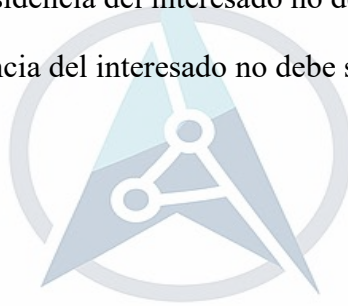 sidencia del interesado no d
ncia del interesado no debe s